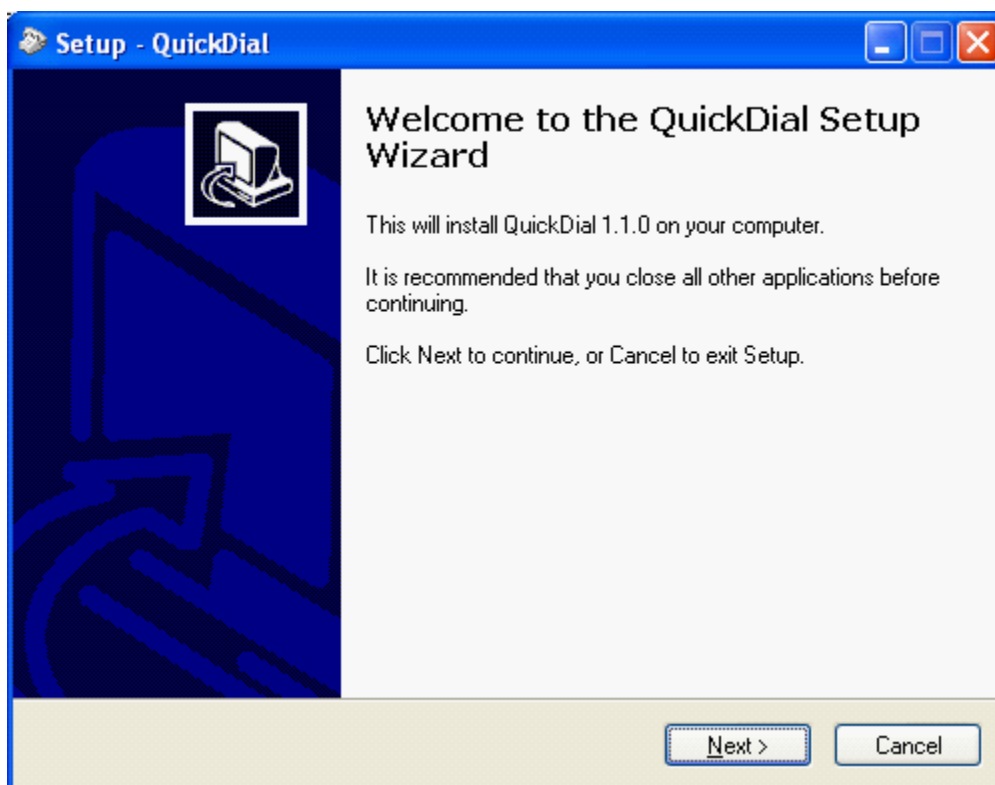 Setup - QuickDial
Welcome to the QuickDial Setup
Wizard
This will install QuickDial 1.1.0 on your computer.
It is recommended that you close all other applications before
continuing.
Click Next to continue, or Cancel to exit Setup.
Next >
Cancel